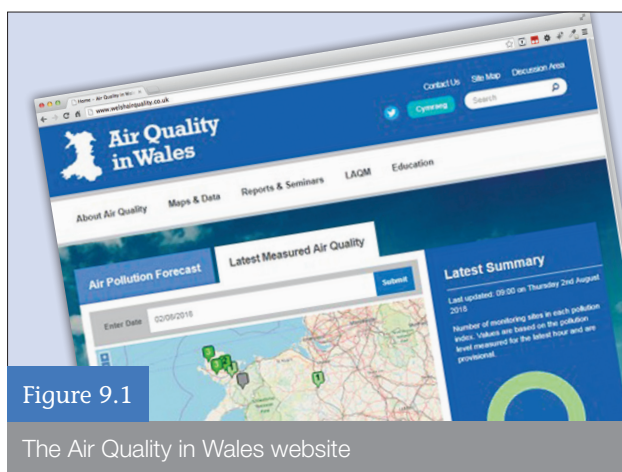 Home - Air Quality in Wales
www.welshairquality.co.uk
Contact Us Site Map Discussion Area
Cymraeg Search
Air Quality
in Wales
About Air Quality Maps & Data Reports & Seminars LAQM Education
Air Pollution Forecast Latest Measured Air Quality
Enter Date 02/08/2018 Submit
Latest Summary
Last updated: 09:00 on Thursday 2nd August
2018
Number of monitoring sites in each pollution
index. Values are based on the pollution
level measured for the latest hour and are
provisional.
Figure 9.1
The Air Quality in Wales website